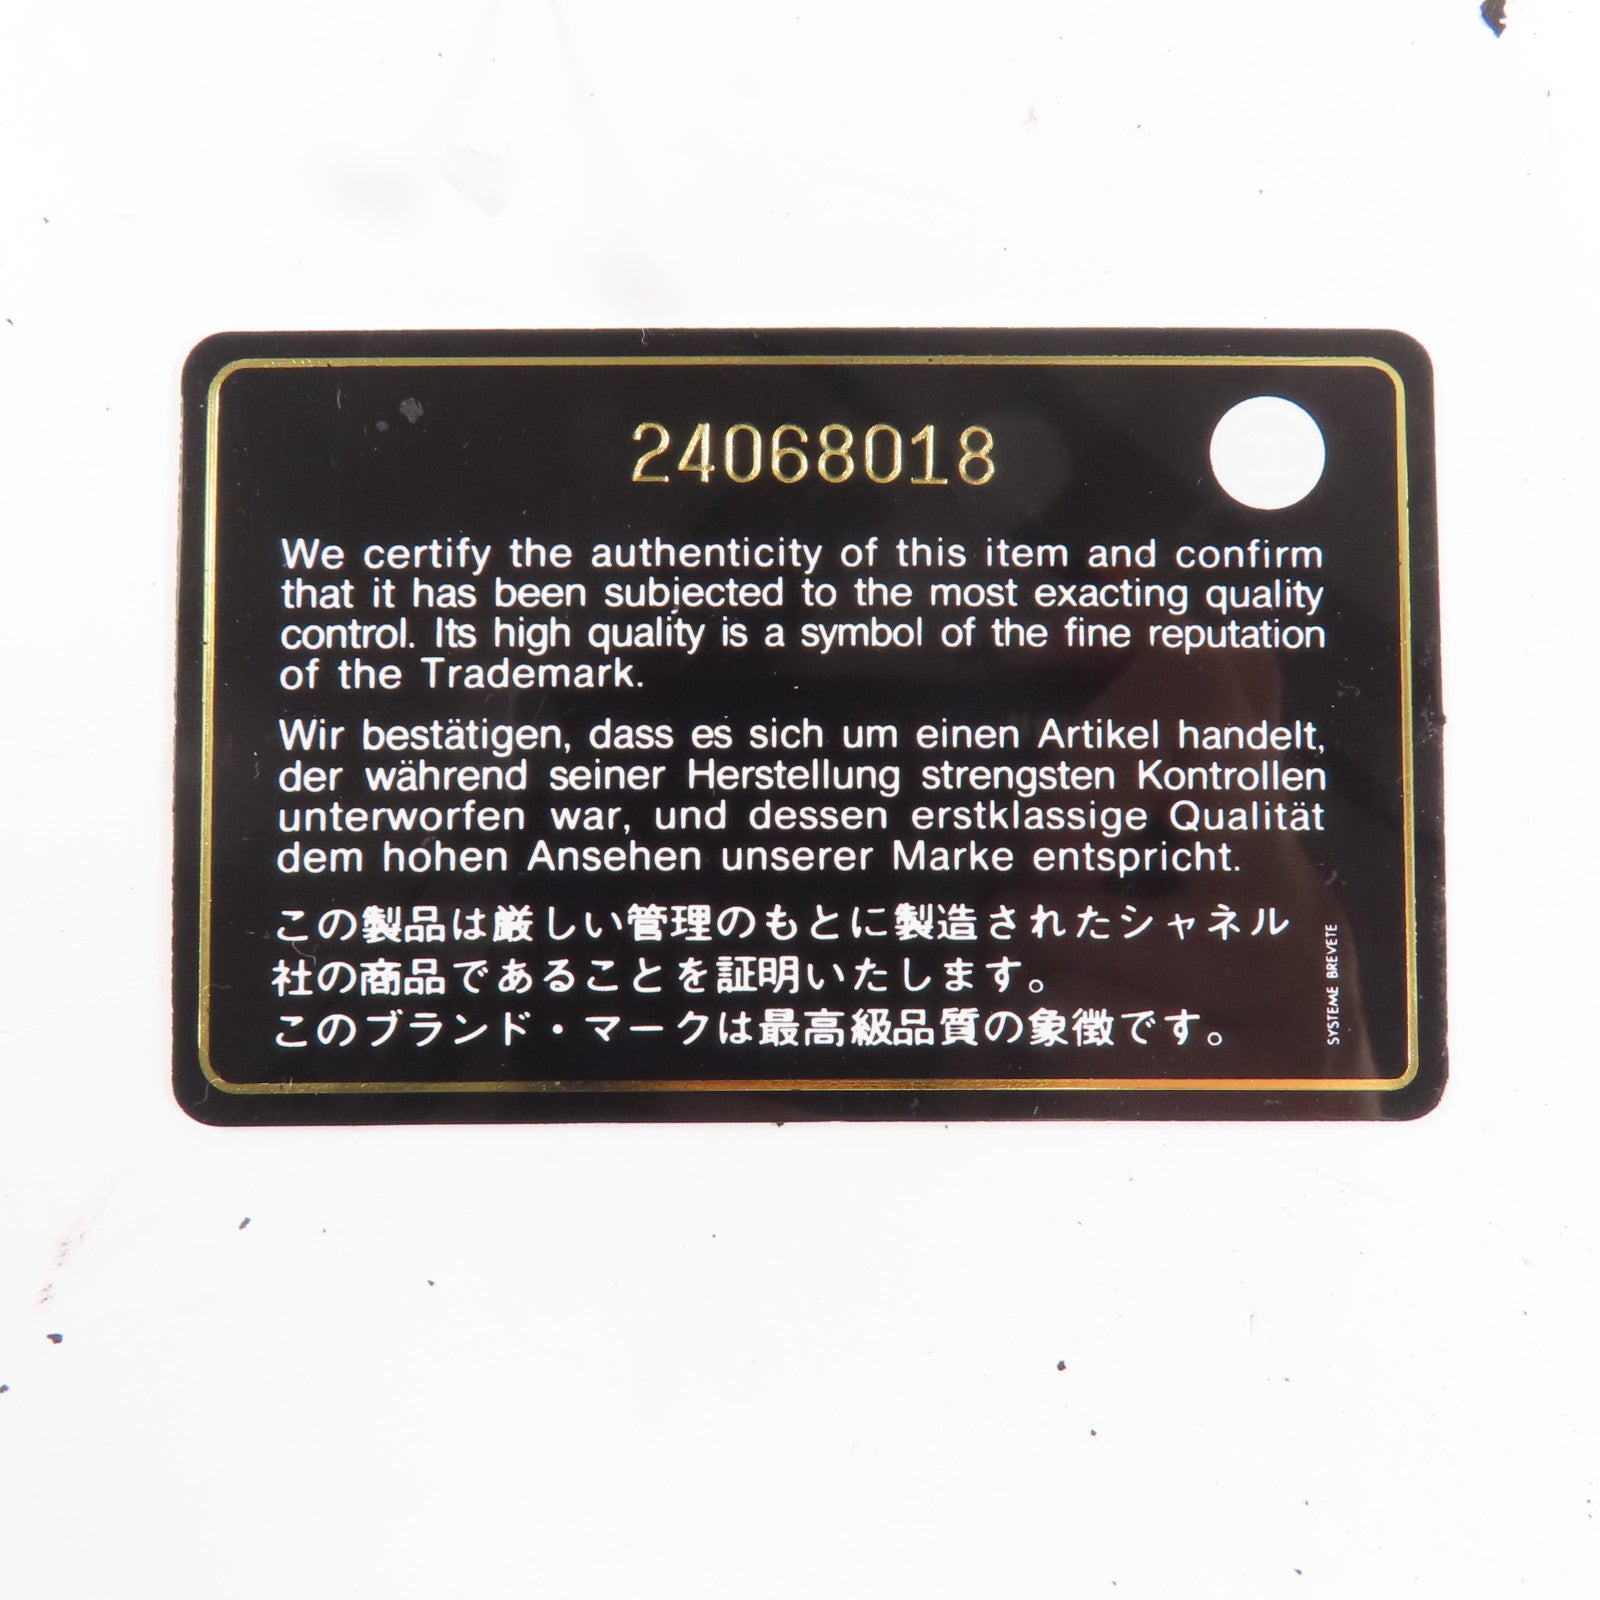 24068018
We certify the authenticity of this item and confirm
that it has been subjected to the most exacting quality
control. Its high quality is a symbol of the fine reputation
of the Trademark.
Wir bestätigen, dass es sich um einen Artikel handelt,
der während seiner Herstellung strengsten Kontrollen
unterworfen war, und dessen erstklassige Qualität
dem hohen Ansehen unserer Marke entspricht.
この製品は厳しい管理のもとに製造されたシャネル
社の商品であることを証明いたします。
このブランド・マークは最高級品質の象徴です。
SYSTEME BREVETE